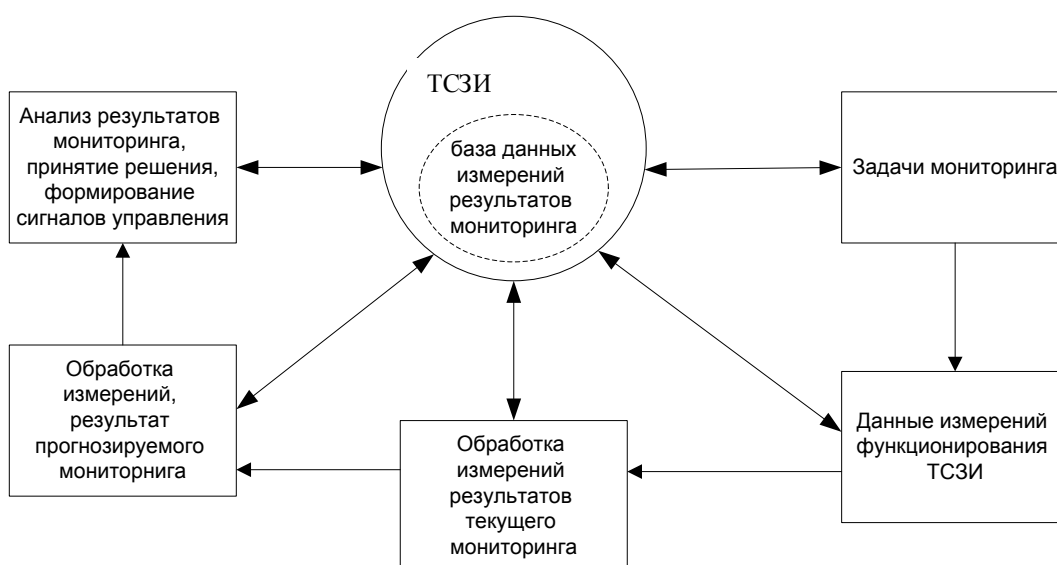 ТСЗИ
база данных
измерений
результатов
мониторинга
Анализ результатов
мониторинга,
принятие решения,
формирование
сигналов управления
Задачи мониторинга
Обработка
измерений,
результат
прогнозируемого
мониторнига
Обработка
измерений
результатов
текущего
мониторинга
Данные измерений
функционирования
ТСЗИ